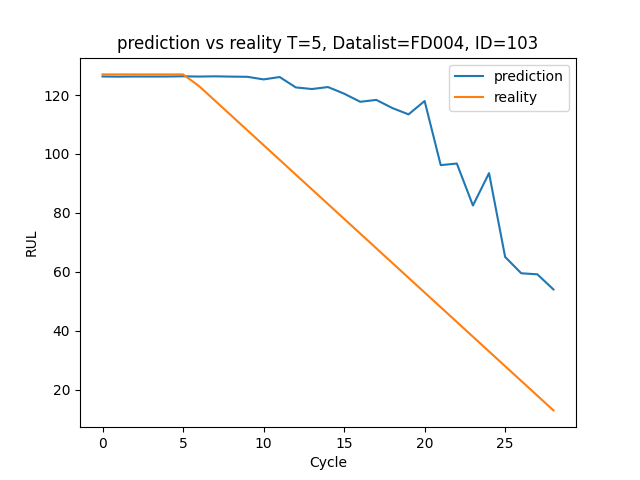 prediction vs reality T=5, Datalist=FD004, ID=103
prediction
reality
120
100
80
60
40
20
RUL
0 5 10 15 20 25
Cycle